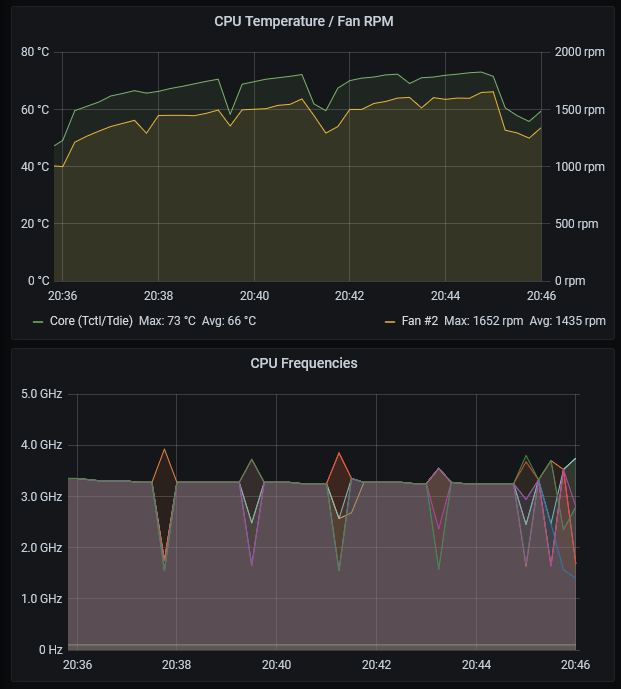 CPU Temperature / Fan RPM
80 °C 2000 rpm
60 °C 1500 rpm
40 °C 1000 rpm
20 °C 500 rpm
0 °C 0 rpm
20:36 20:38 20:40 20:42 20:44 20:46
Core (Tctl/Tdie) Max: 73 °C Avg: 66 °C Fan #2 Max: 1652 rpm Avg: 1435 rpm
CPU Frequencies
5.0 GHz
4.0 GHz
3.0 GHz
2.0 GHz
1.0 GHz
0 Hz
20:36 20:38 20:40 20:42 20:44 20:46